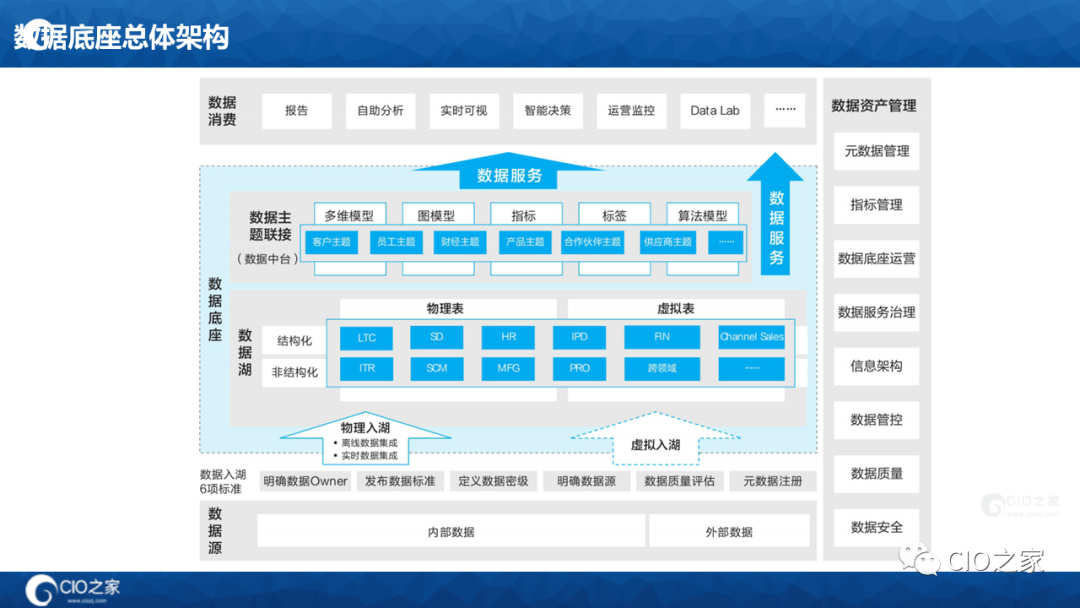 数据底座总体架构
数据
消费
报告
自助分析
实时可视
智能决策
运营监控
Data Lab
······
数据服务
数据服务
数据主
题联接
（数据中台）
多维模型
图模型
指标
标签
算法模型
客户主题
员工主题
财经主题
产品主题
合作伙伴主题
供应商主题
······
数据底座
数据湖
物理表
虚拟表
结构化
非结构化
LTC
SD
HR
IPD
FIN
Channel Sales
ITR
SCM
MFG
PRO
跨领域
······
物理入湖
• 离线数据集成
• 实时数据集成
虚拟入湖
数据入湖
6项标准
明确数据Owner
发布数据标准
定义数据密级
明确数据源
数据质量评估
元数据注册
数据源
内部数据
外部数据
数据资产管理
元数据管理
指标管理
数据底座运营
数据服务治理
信息架构
数据管控
数据质量
数据安全
CIO之家
www.ciozj.com
CIO之家
CIO之家
www.ciozj.com